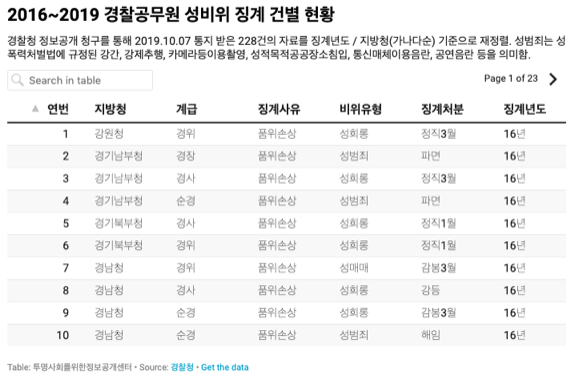 2016~2019 경찰공무원 성비위 징계 건별 현황
경찰청 정보공개 청구를 통해 2019.10.07 통지 받은 228건의 자료를 징계년도 / 지방청(가나다순) 기준으로 재정렬. 성범죄는 성
폭력처벌법에 규정된 강간, 강제추행, 카메라등이용촬영, 성적목적공공장소침입, 통신매체이용음란, 공연음란 등을 의미함.
Search in table Page 1 of 23
연번 지방청 계급 징계사유 비위유형 징계처분 징계년도
1 강원청 경위 품위손상 성희롱 정직3월 16년
2 경기남부청 경장 품위손상 성범죄 파면 16년
3 경기남부청 경사 품위손상 성희롱 정직3월 16년
4 경기남부청 순경 품위손상 성범죄 파면 16년
5 경기북부청 경사 품위손상 성희롱 정직1월 16년
6 경기북부청 경위 품위손상 성희롱 정직1월 16년
7 경남청 경위 품위손상 성매매 감봉3월 16년
8 경남청 경사 품위손상 성희롱 강등 16년
9 경남청 순경 품위손상 성희롱 감봉3월 16년
10 경남청 순경 품위손상 성범죄 해임 16년
Table: 투명사회를위한정보공개센터 • Source: 경찰청 • Get the data